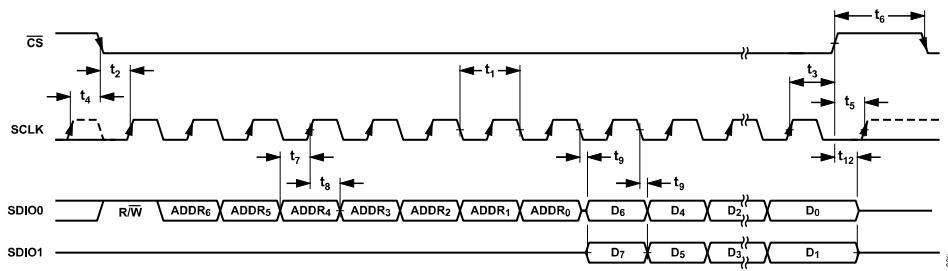 t₆
C̅S̅
t₂ t₁ t₃
t₄ t₅
SCLK
t₇ t₉ t₁₂
t₈ t₉
SDIO0 R/W̅ ADDR₆ ADDR₅ ADDR₄ ADDR₃ ADDR₂ ADDR₁ ADDR₀ D₆ D₄ D₂ D₀
SDIO1 D₇ D₅ D₃ D₁